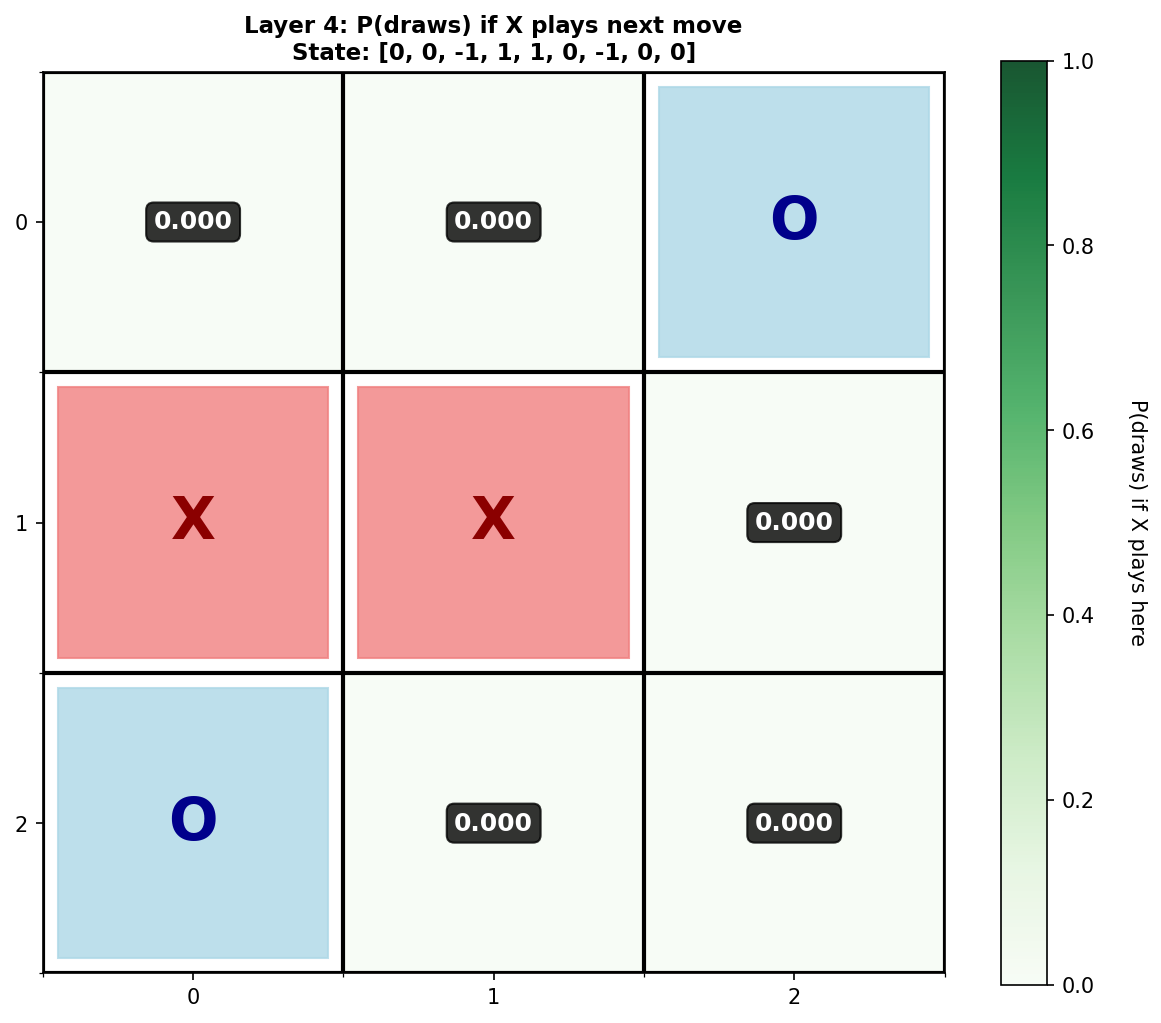 Layer 4: P(draws) if X plays next move
State: [0, 0, -1, 1, 1, 0, -1, 0, 0]
1.0
0.8
0.6
0.4
0.2
0.0
P(draws) if X plays here
0
0.000
0.000
O
1
X
X
0.000
2
O
0.000
0.000
0
1
2